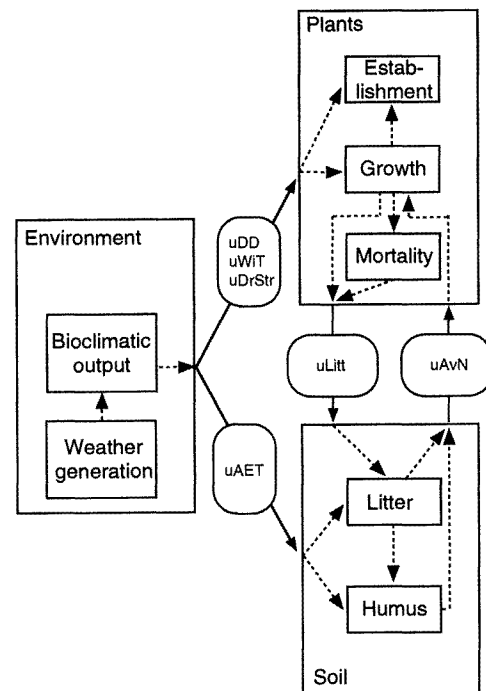 Plants
Estab-
lishment
Growth
Mortality
Environment
Bioclimatic
output
Weather
generation
uDD
uWiT
uDrStr
uAET
uLitt
uAvN
Litter
Humus
Soil